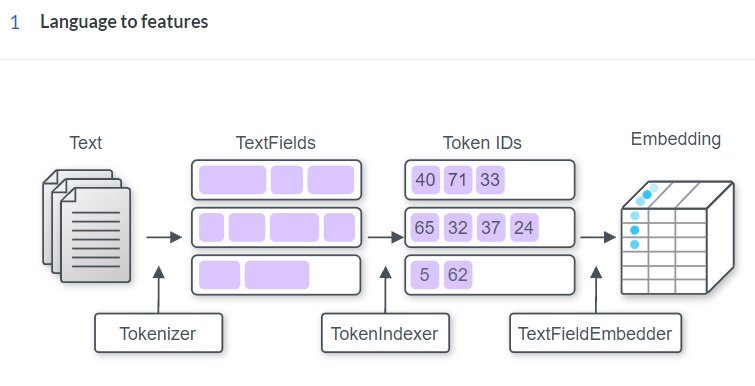 1 Language to features
Text TextFields Token IDs Embedding
40 71 33
65 32 37 24
5 62
Tokenizer TokenIndexer TextFieldEmbedder